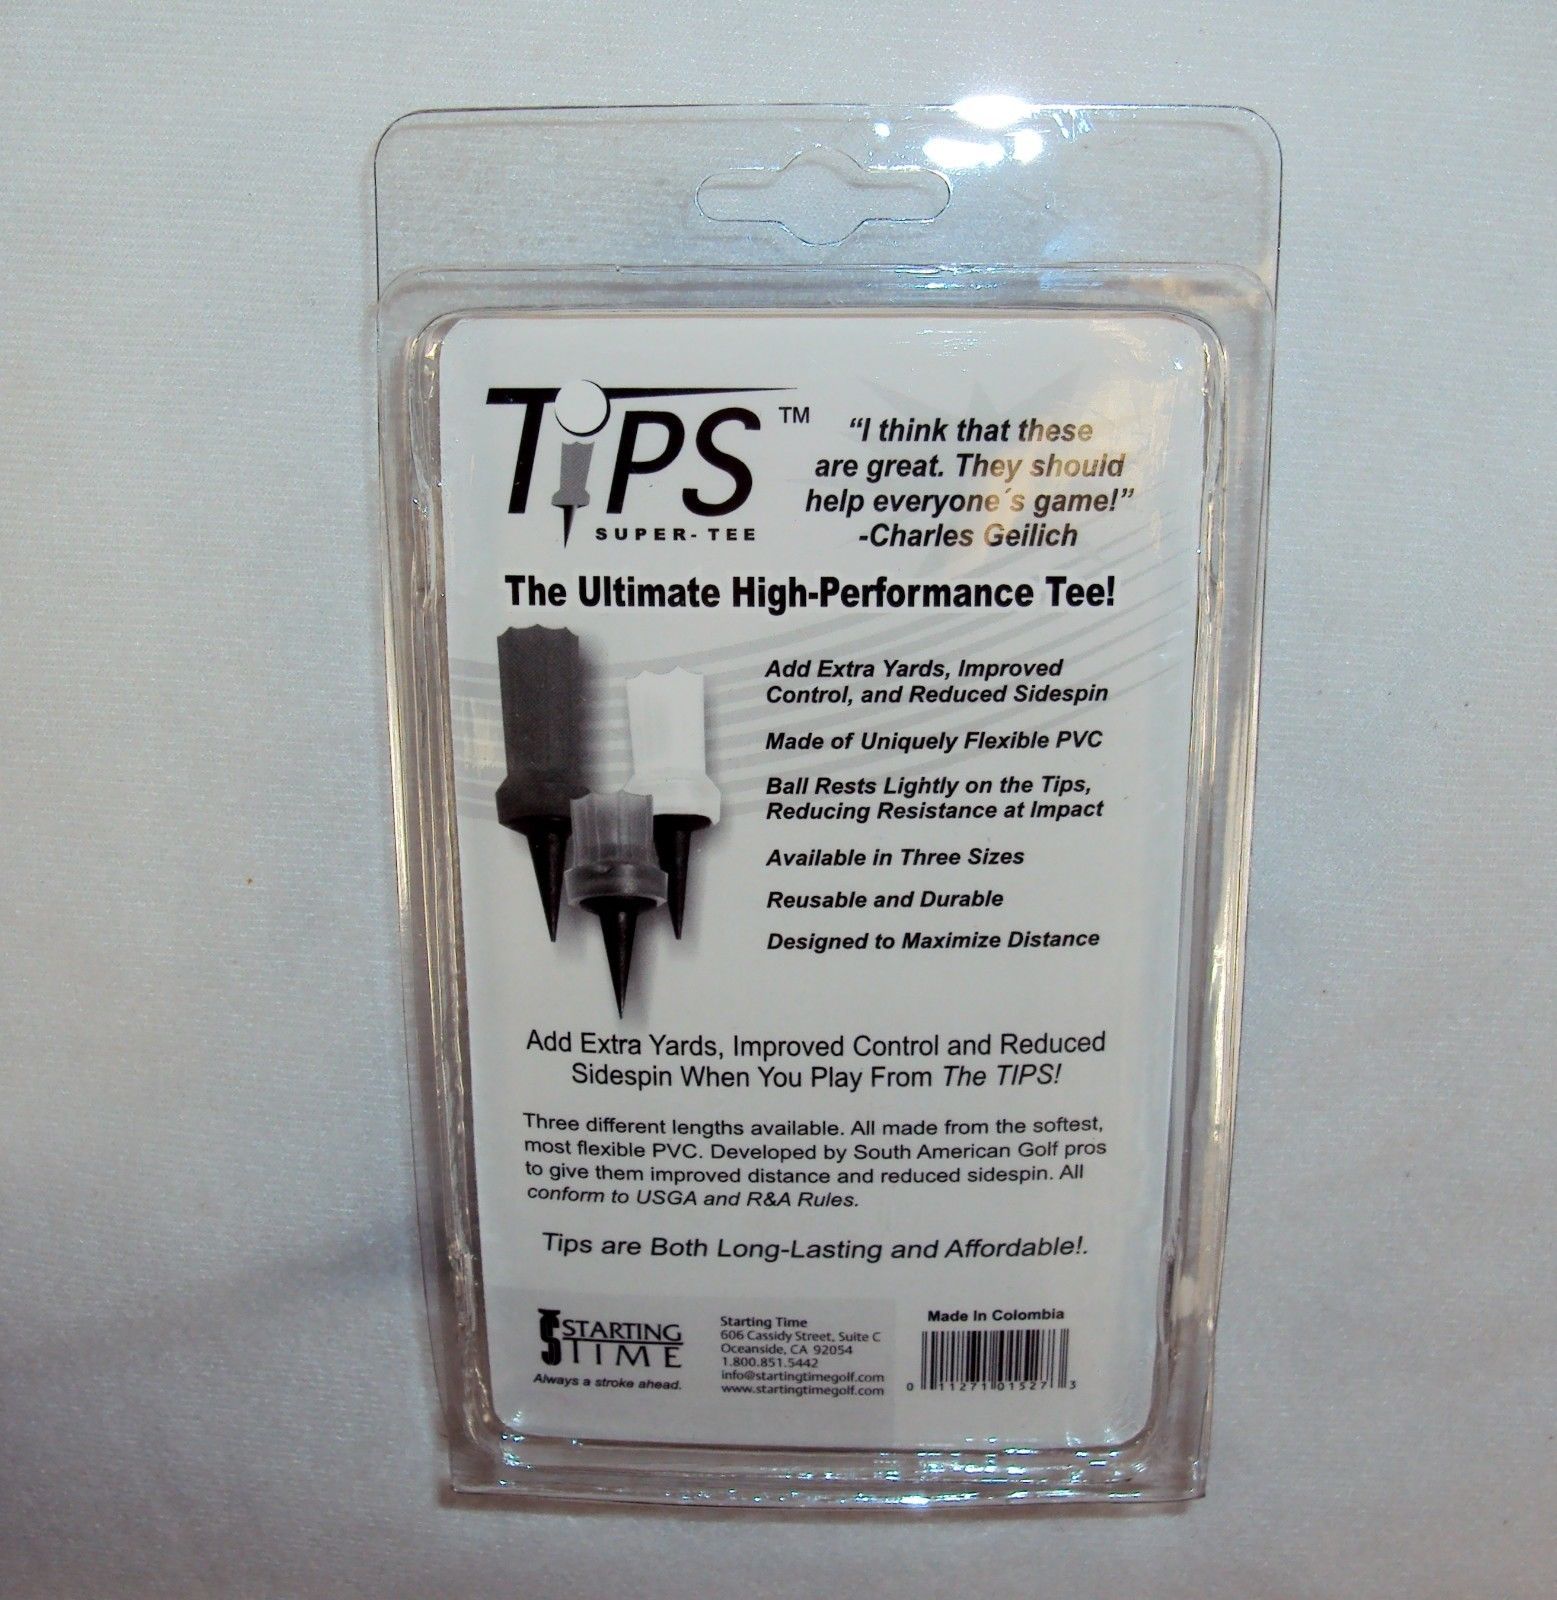 TiPS™
SUPER-TEE
“I think that these
are great. They should
help everyone´s game!”
-Charles Geilich
The Ultimate High-Performance Tee!
Add Extra Yards, Improved
Control, and Reduced Sidespin
Made of Uniquely Flexible PVC
Ball Rests Lightly on the Tips,
Reducing Resistance at Impact
Available in Three Sizes
Reusable and Durable
Designed to Maximize Distance
Add Extra Yards, Improved Control and Reduced
Sidespin When You Play From The TIPS!
Three different lengths available. All made from the softest,
most flexible PVC. Developed by South American Golf pros
to give them improved distance and reduced sidespin. All
conform to USGA and R&A Rules.
Tips are Both Long-Lasting and Affordable!.
STARTING
TIME
Always a stroke ahead.
Starting Time
606 Cassidy Street, Suite C
Oceanside, CA 92054
1.800.851.5442
info@startingtimegolf.com
www.startingtimegolf.com
Made In Colombia
0 11271 01527 3